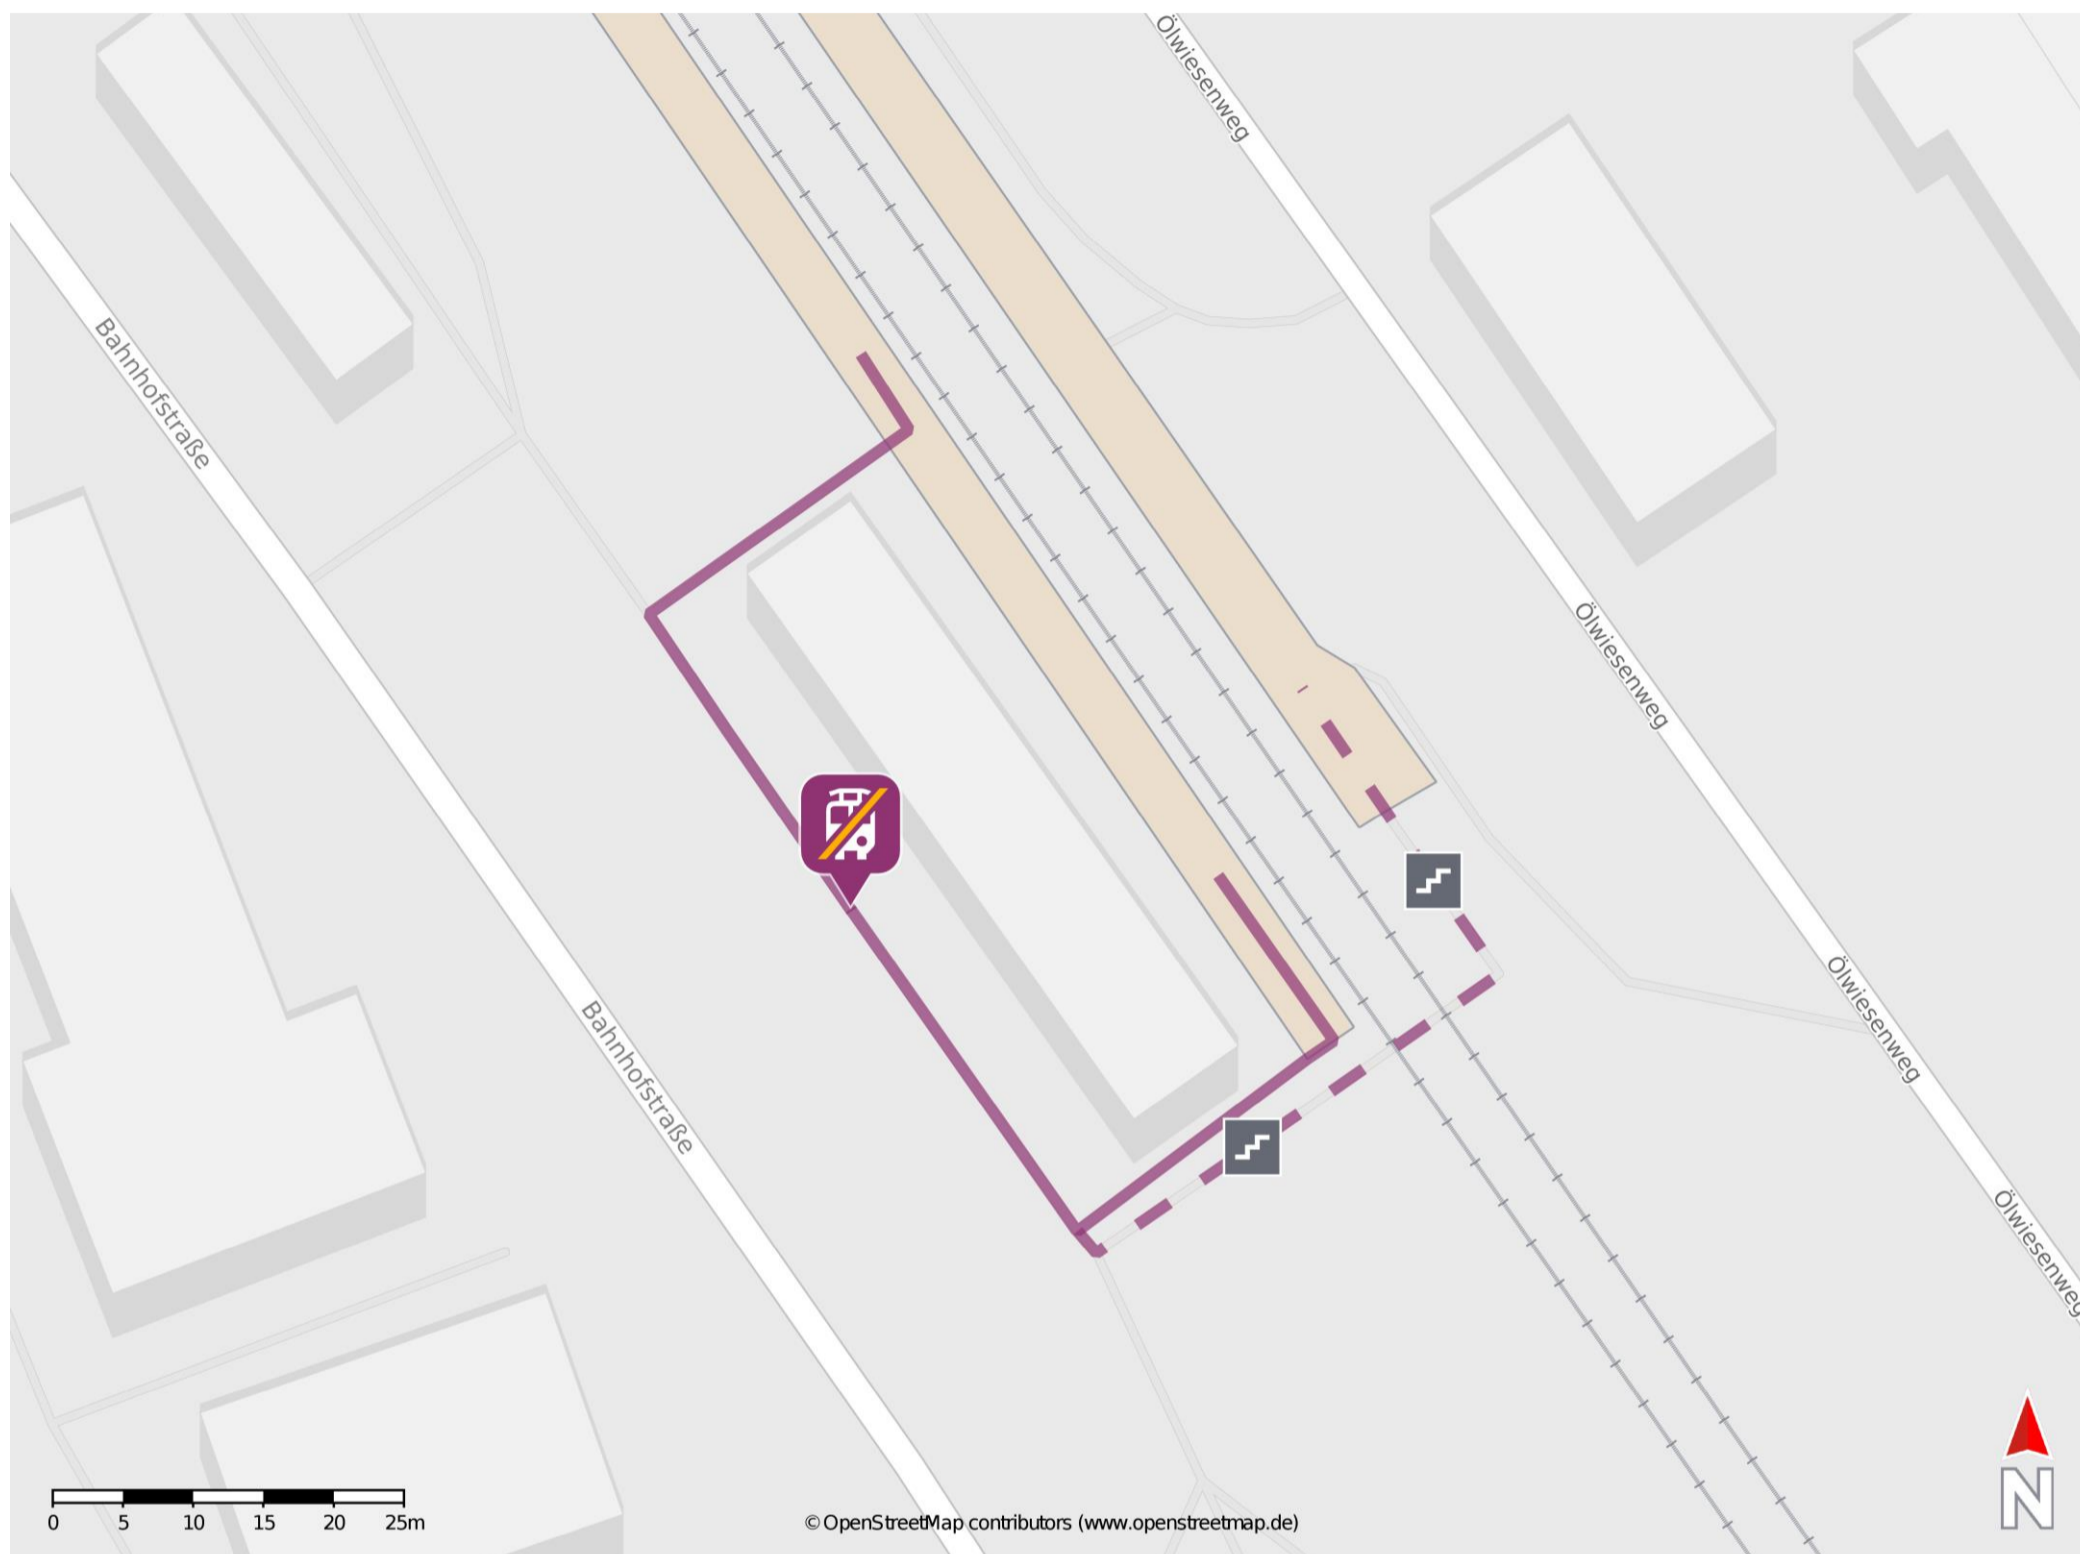 Ölwiesenweg
Bahnhofstraße
Ölwiesenweg
Ölwiesenweg
Bahnhofstraße
Ölwiesenweg
N
0 5 10 15 20 25m
© OpenStreetMap contributors (www.openstreetmap.de)